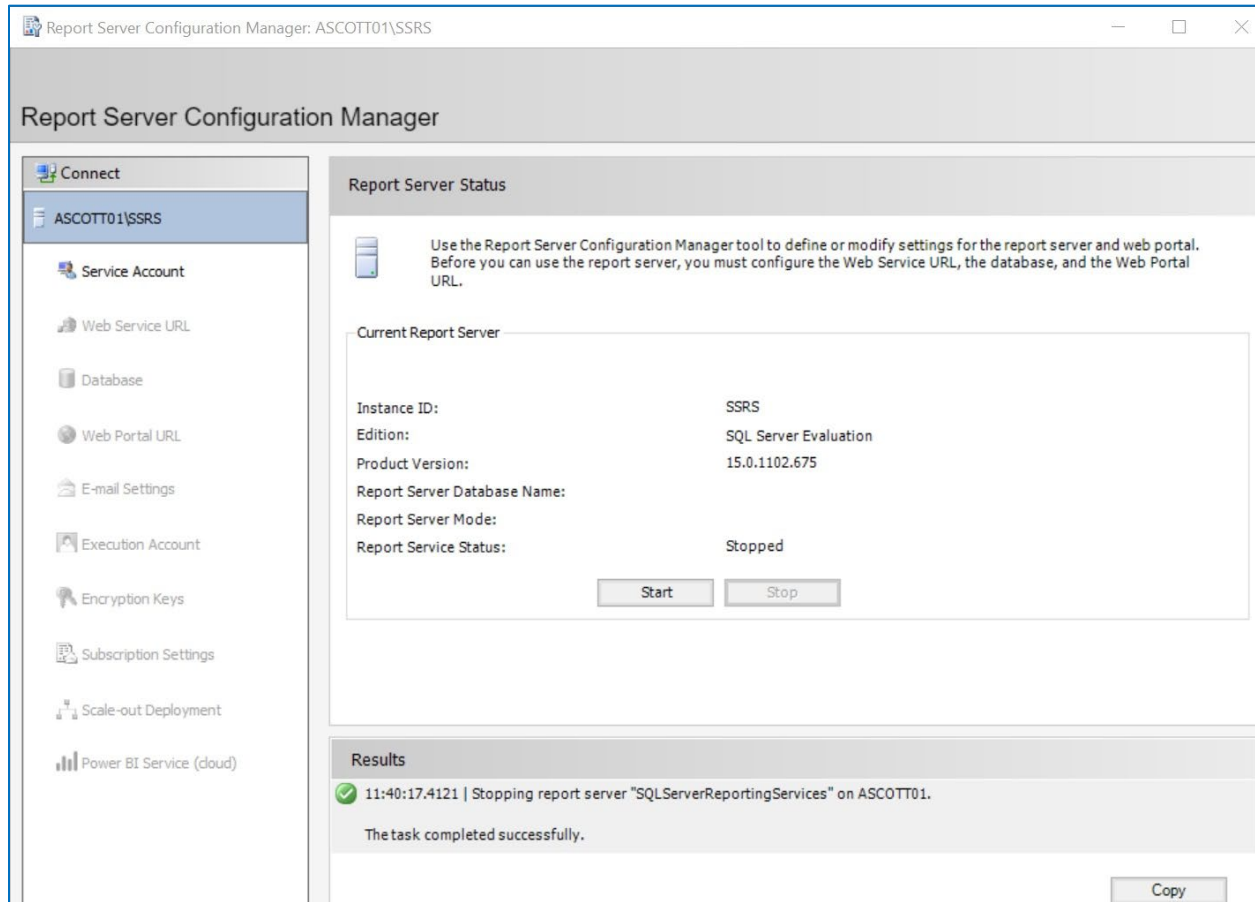 Report Server Configuration Manager: ASCOTT01\SSRS
Report Server Configuration Manager
Connect
ASCOTT01\SSRS
Service Account
Web Service URL
Database
Web Portal URL
E-mail Settings
Execution Account
Encryption Keys
Subscription Settings
Scale-out Deployment
Power BI Service (cloud)
Report Server Status
Use the Report Server Configuration Manager tool to define or modify settings for the report server and web portal.
Before you can use the report server, you must configure the Web Service URL, the database, and the Web Portal
URL.
Current Report Server
Instance ID: SSRS
Edition: SQL Server Evaluation
Product Version: 15.0.1102.675
Report Server Database Name:
Report Server Mode:
Report Service Status: Stopped
Start Stop
Results
11:40:17.4121 | Stopping report server "SQLServerReportingServices" on ASCOTT01.
The task completed successfully.
Copy